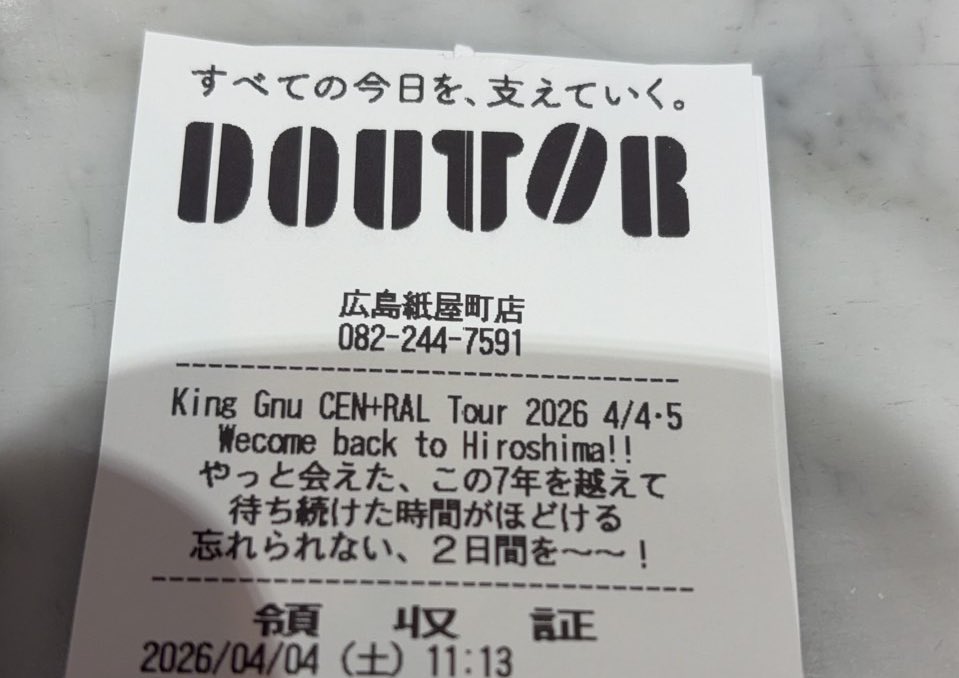 すべての今日を、支えていく。
DOUTOR
広島紙屋町店
082-244-7591
King Gnu CEN+RAL Tour 2026 4/4・5
Wecome back to Hiroshima!!
やっと会えた、この7年を越えて
待ち続けた時間がほどける
忘れられない、２日間を～～！
領収証
2026/04/04（土）11:13